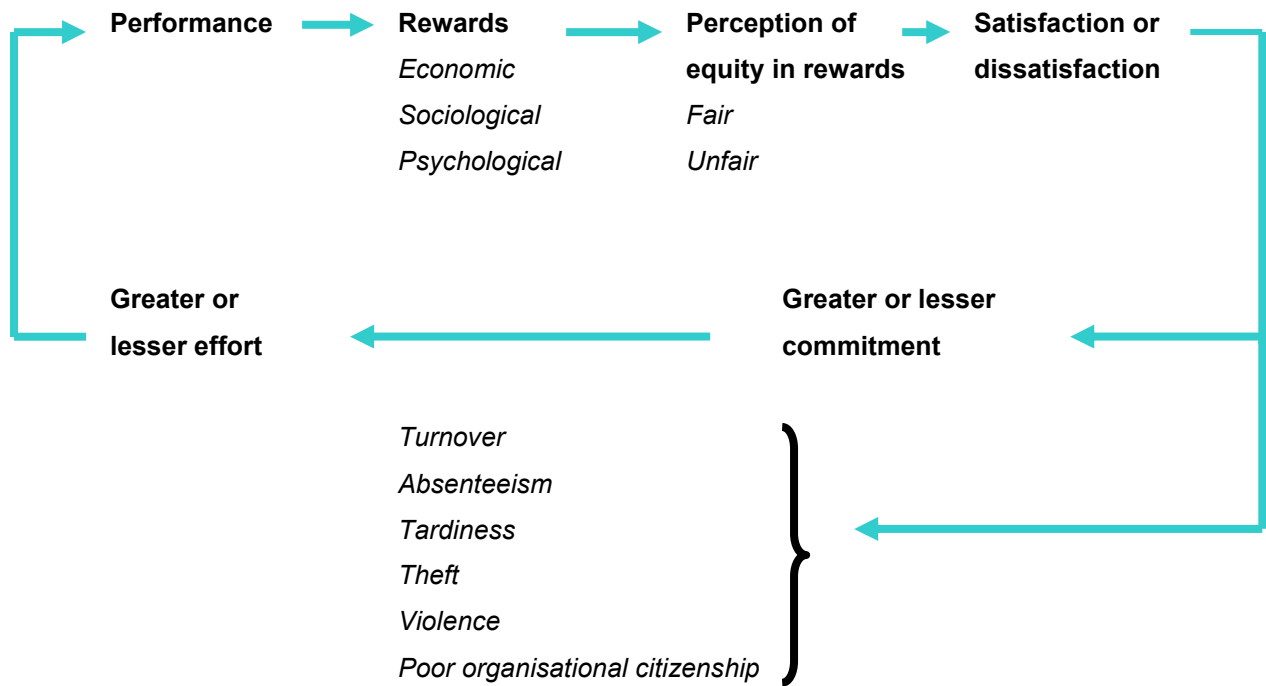 Performance
Rewards
Economic
Sociological
Psychological
Perception of
equity in rewards
Fair
Unfair
Satisfaction or
dissatisfaction
Greater or
lesser effort
Greater or lesser
commitment
Turnover
Absenteeism
Tardiness
Theft
Violence
Poor organisational citizenship